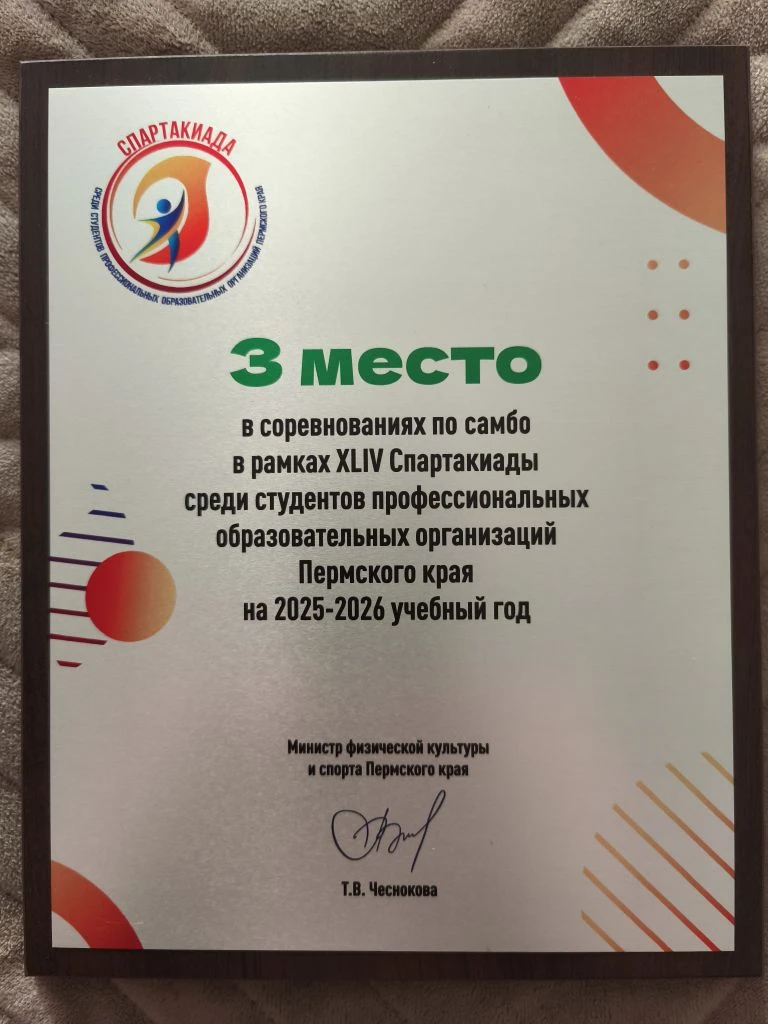 СПАРТАКИАДА
СРЕДИ СТУДЕНТОВ ПРОФЕССИОНАЛЬНЫХ ОБРАЗОВАТЕЛЬНЫХ ОРГАНИЗАЦИЙ ПЕРМСКОГО КРАЯ
3 место
в соревнованиях по самбо
в рамках XLIV Спартакиады
среди студентов профессиональных
образовательных организаций
Пермского края
на 2025-2026 учебный год
Министр физической культуры
и спорта Пермского края
Т.В. Чеснокова